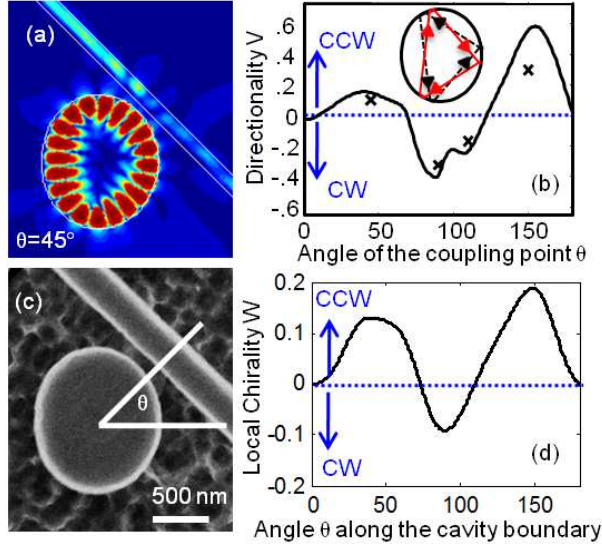 (a)
θ=45°
Directionality V
.6
.4
.2
0
-.2
-.4
-.6
CCW
CW
(b)
0
50
100
150
Angle of the coupling point θ
(c)
θ
500 nm
Local Chirality W
0.2
0.1
0
-0.1
-0.2
CCW
CW
(d)
0
50
100
150
Angle θ along the cavity boundary